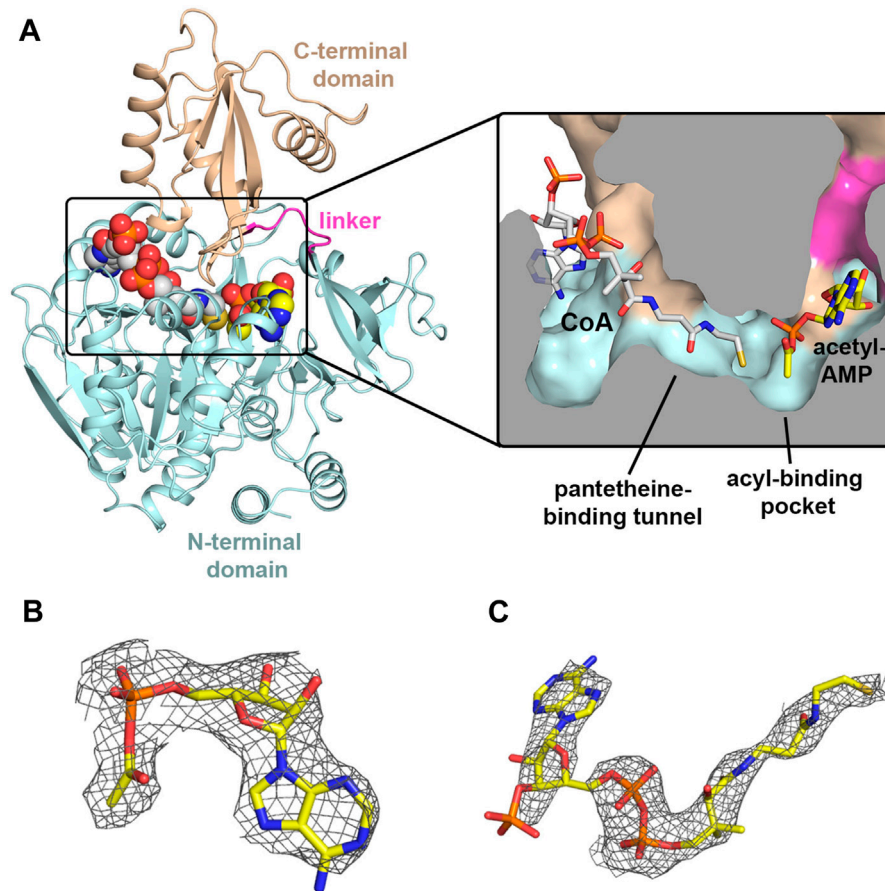 A
C-terminal
domain
linker
N-terminal
domain
CoA
acetyl-
AMP
pantetheine-
binding tunnel
acyl-binding
pocket
B
C